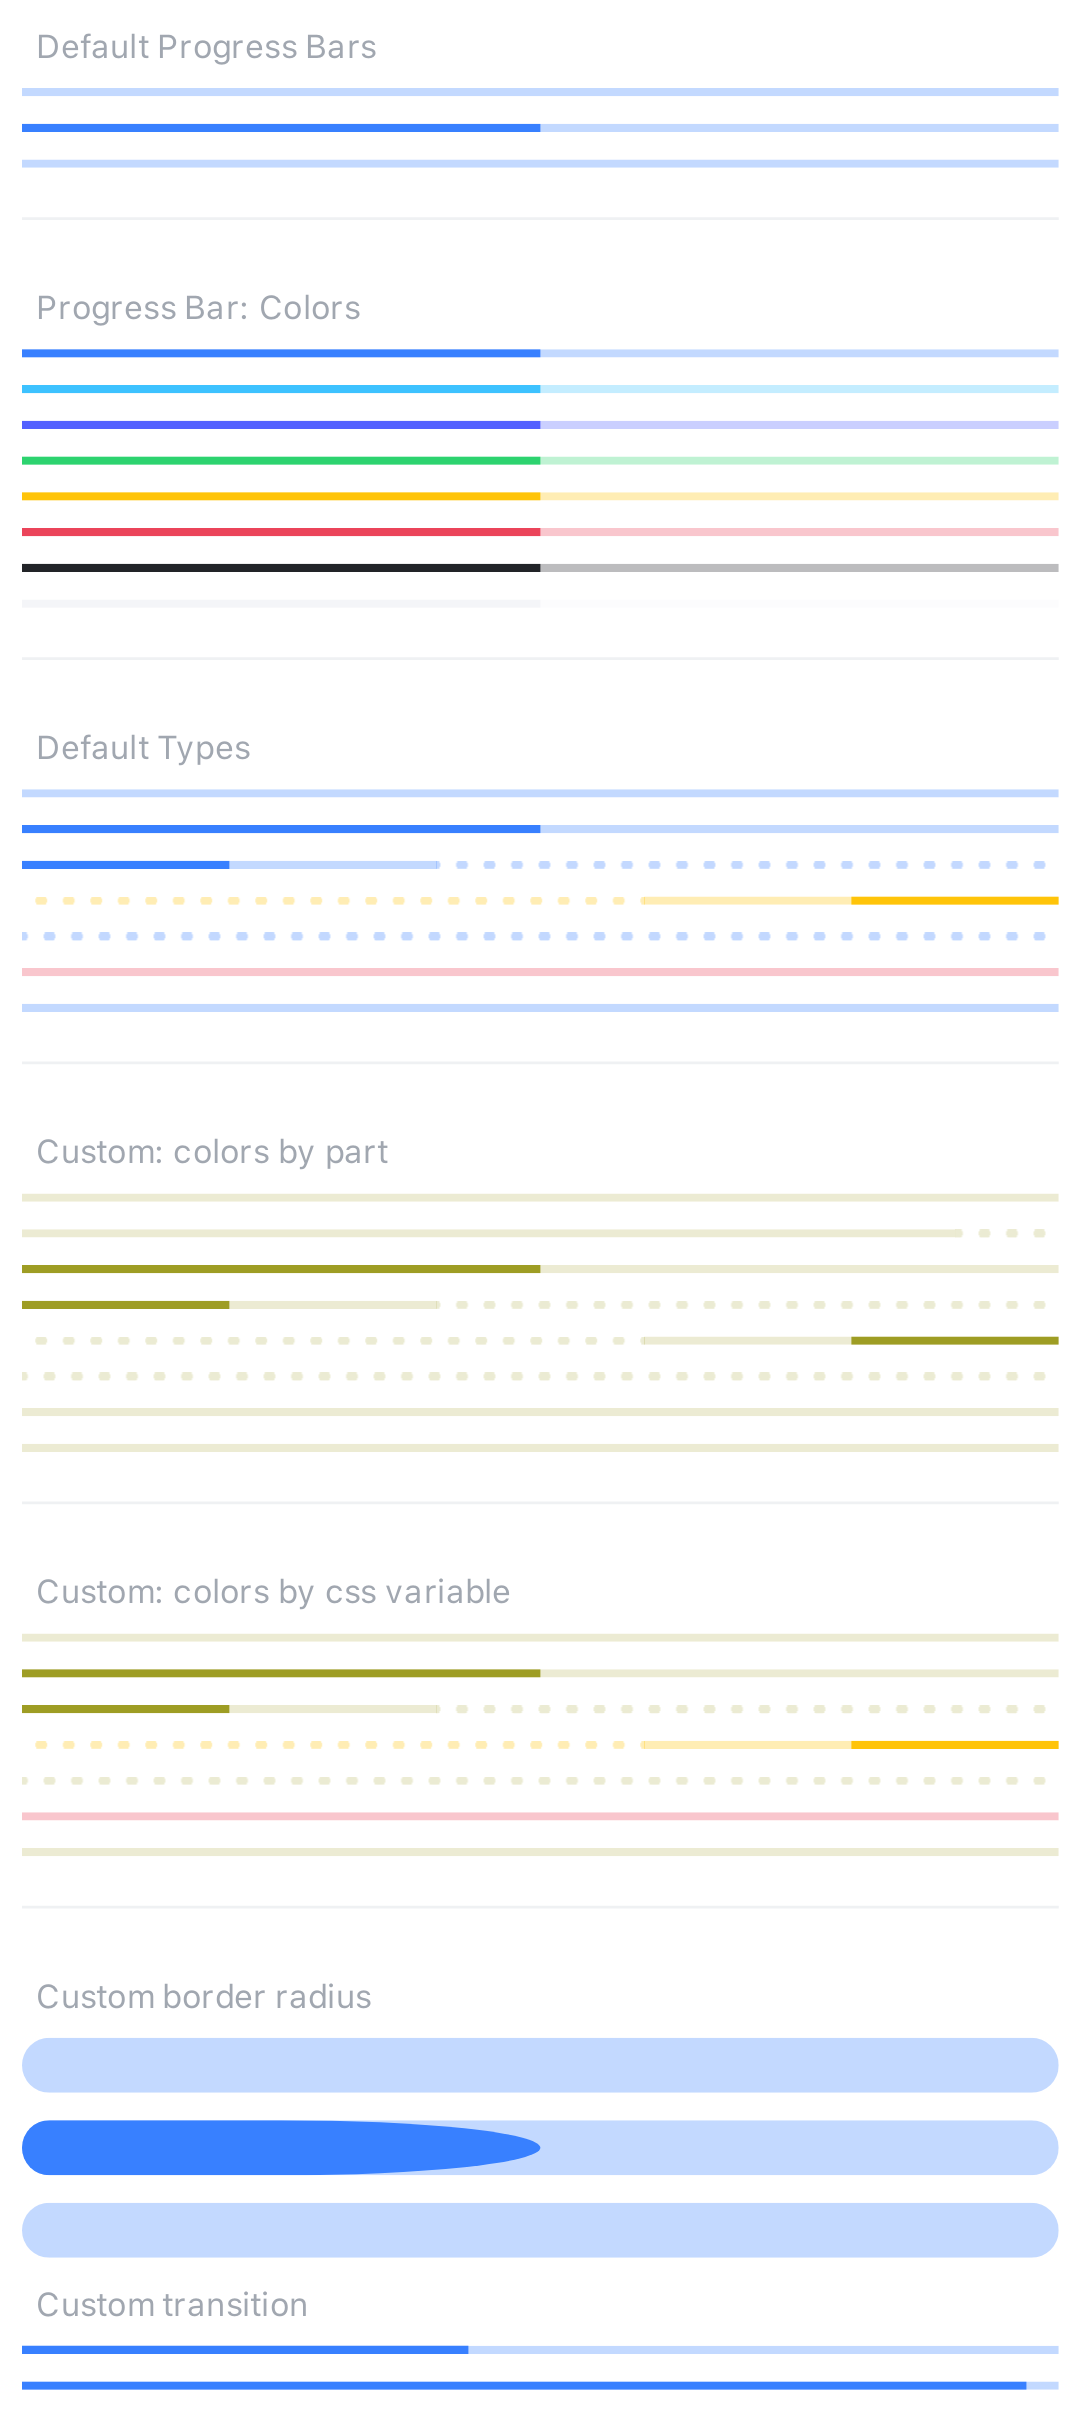 Default Progress Bars
Progress Bar: Colors
Default Types
Custom: colors by part
Custom: colors by css variable
Custom border radius
Custom transition